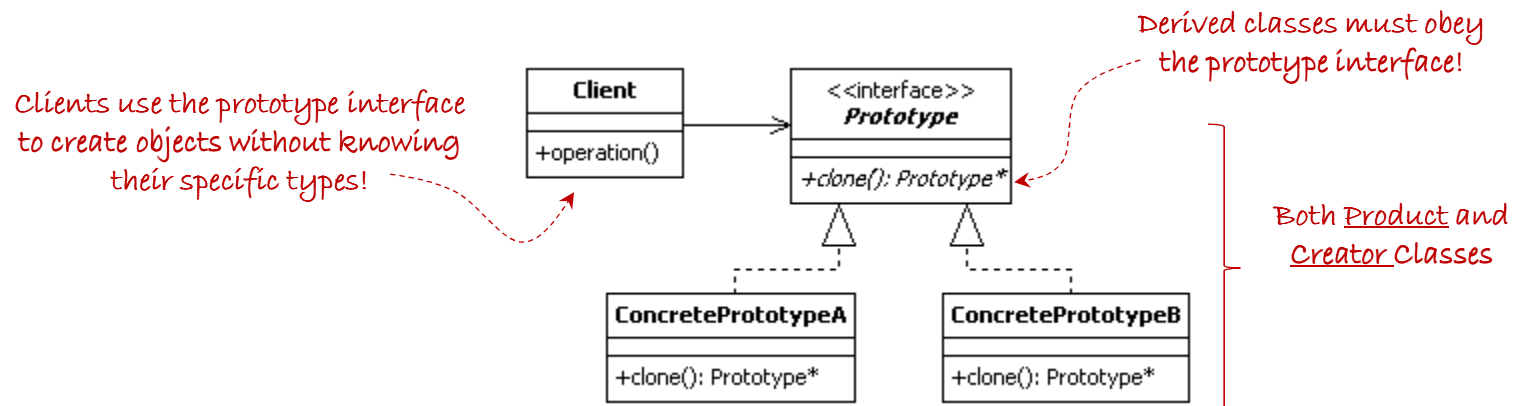 Derived classes must obey
the prototype interface!
Clients use the prototype interface
to create objects without knowing
their specific types!
Client
+operation()
<<interface>>
Prototype
+clone(): Prototype*
Both Product and
Creator Classes
ConcretePrototypeA
+clone(): Prototype*
ConcretePrototypeB
+clone(): Prototype*